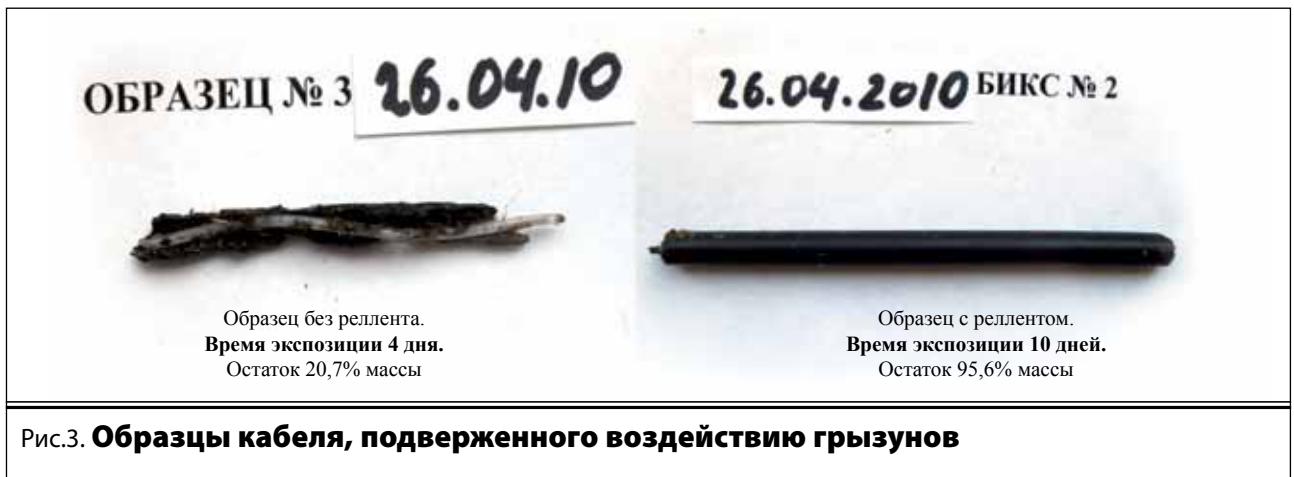 ОБРАЗЕЦ № 3 26.04.10
26.04.2010 БИКС № 2
Образец без реллента.
Время экспозиции 4 дня.
Остаток 20,7% массы
Образец с реллентом.
Время экспозиции 10 дней.
Остаток 95,6% массы
Рис.3. Образцы кабеля, подверженного воздействию грызунов